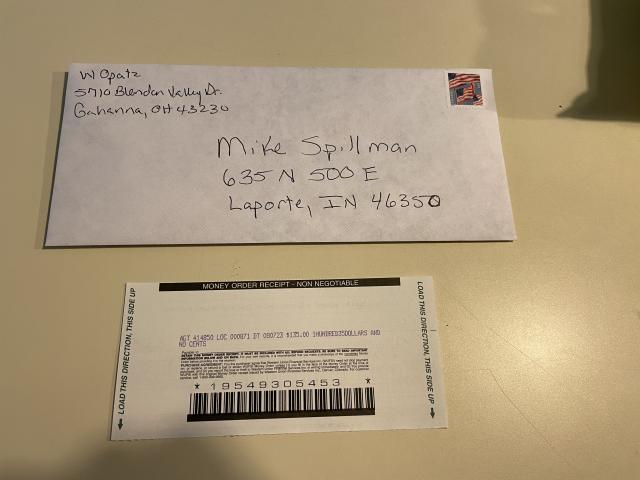 W Opatz
5710 Blendon Valley Dr.
Gahanna, OH 43230
Mike Spillman
635 N 500 E
Laporte, IN 46350
MONEY ORDER RECEIPT - NON NEGOTIABLE
LOAD THIS DIRECTION, THIS SIDE UP
LOAD THIS DIRECTION, THIS SIDE UP
AGT 414850 LOC 000871 DT 080723 $135.00 1HUNDRED35DOLLARS AND
NO CENTS
* 19549305453 *